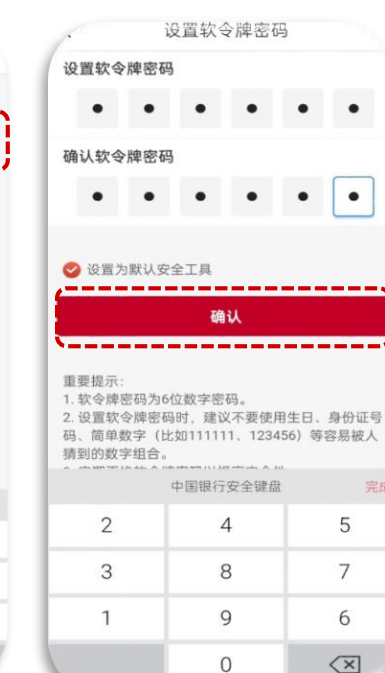 设置软令牌密码
设置软令牌密码
确认软令牌密码
设置为默认安全工具
确认
重要提示:
1. 软令牌密码为6位数字密码。
2. 设置软令牌密码时，建议不要使用生日、身份证号
码、简单数字（比如111111、123456）等容易被人
猜到的数字组合。
中国银行安全键盘 完成
2 4 5
3 8 7
1 9 6
0